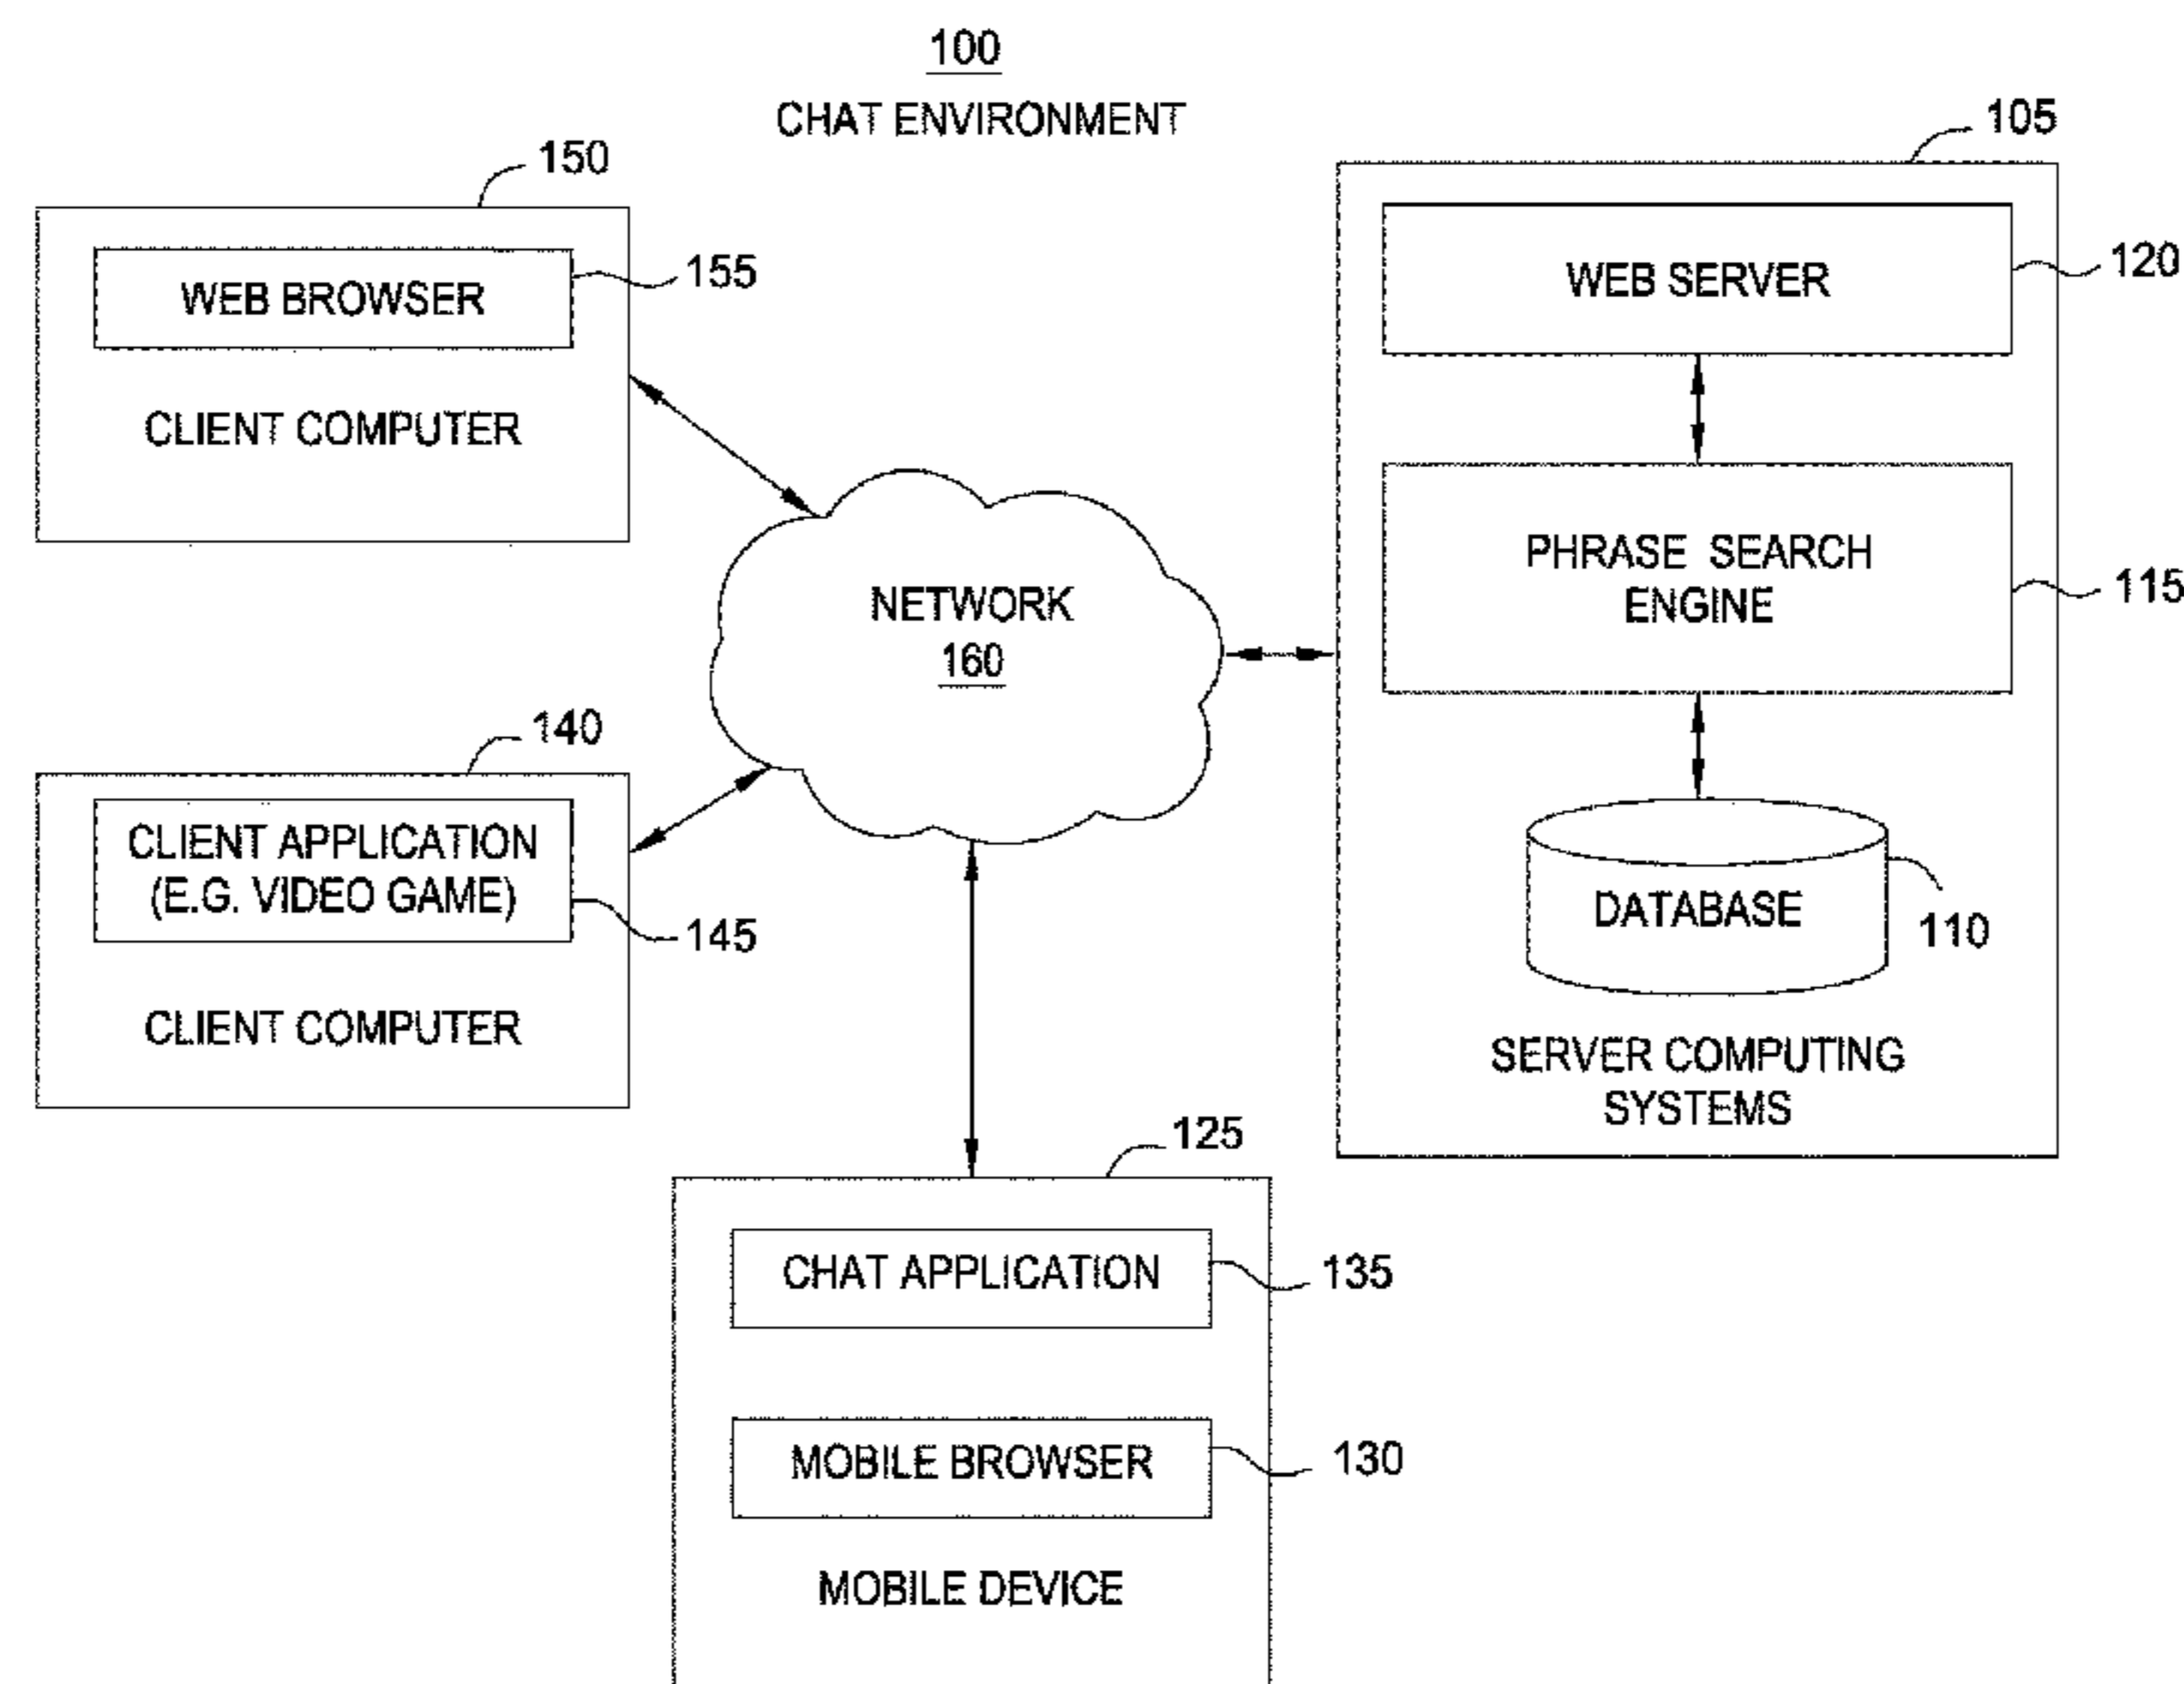 100
CHAT ENVIRONMENT
150
WEB BROWSER
155
CLIENT COMPUTER
105
WEB SERVER
120
PHRASE SEARCH
ENGINE
115
NETWORK
160
140
CLIENT APPLICATION
(E.G. VIDEO GAME)
145
CLIENT COMPUTER
DATABASE
110
SERVER COMPUTING
SYSTEMS
125
CHAT APPLICATION
135
MOBILE BROWSER
130
MOBILE DEVICE